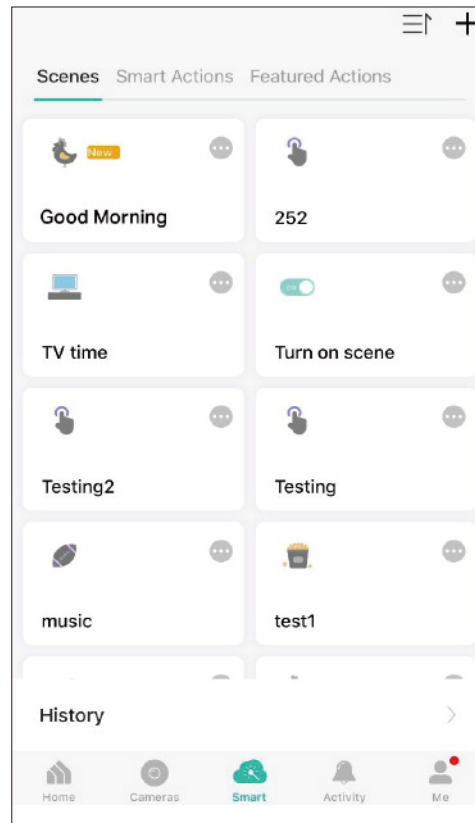 Scenes Smart Actions Featured Actions
New
Good Morning
252
TV time
Turn on scene
Testing2
Testing
music
test1
History
Home Cameras Smart Activity Me